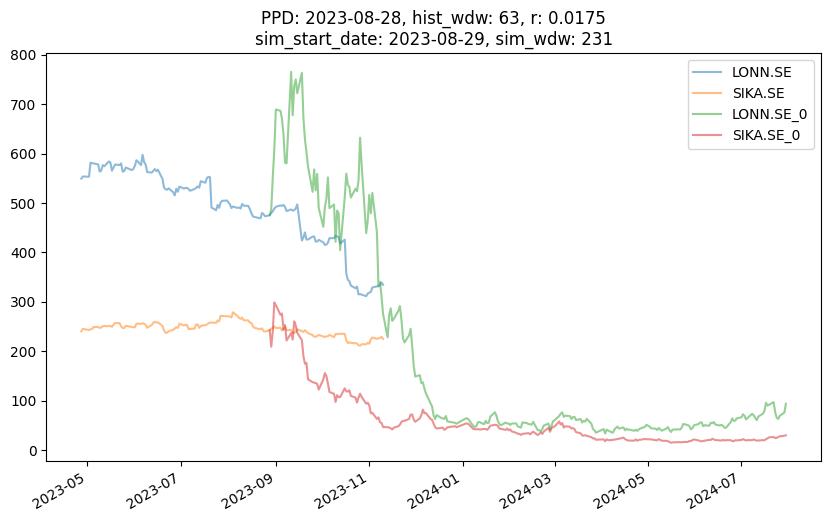 PPD: 2023-08-28, hist_wdw: 63, r: 0.0175
sim_start_date: 2023-08-29, sim_wdw: 231
800
700
600
500
400
300
200
100
0
LONN.SE
SIKA.SE
LONN.SE_0
SIKA.SE_0
2023-05
2023-07
2023-09
2023-11
2024-01
2024-03
2024-05
2024-07